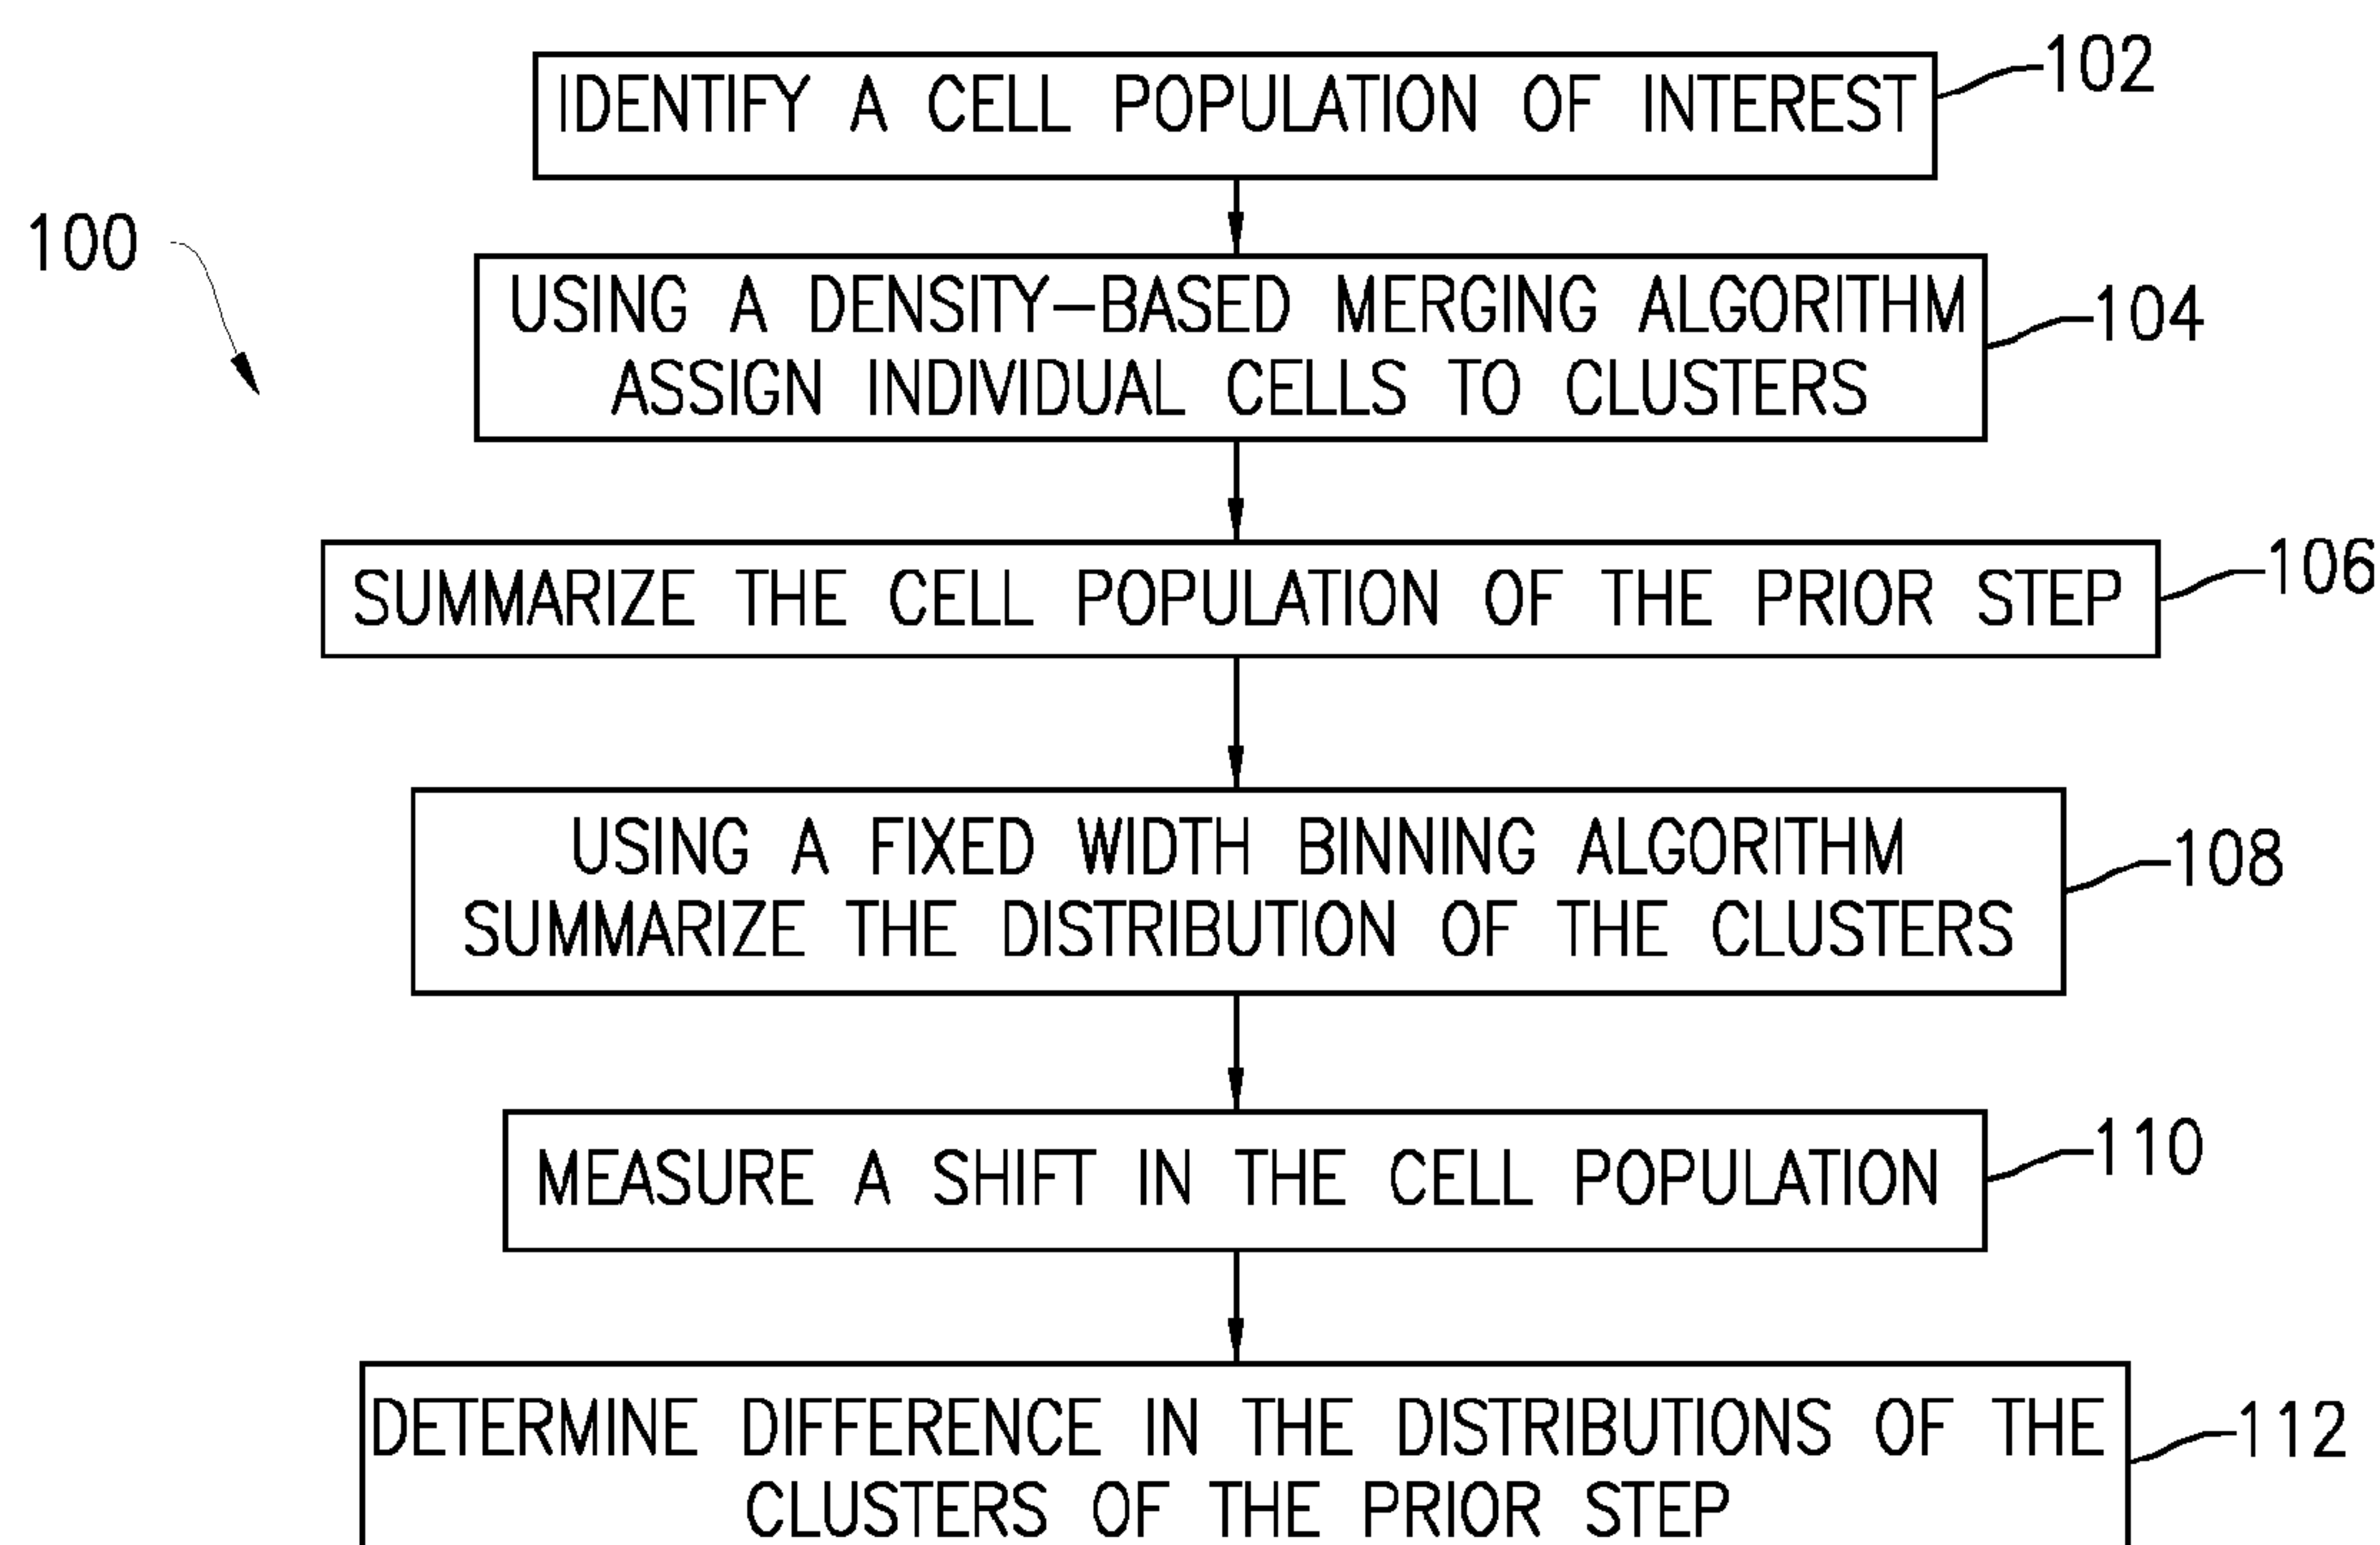 IDENTIFY A CELL POPULATION OF INTEREST
102
100
USING A DENSITY-BASED MERGING ALGORITHM
ASSIGN INDIVIDUAL CELLS TO CLUSTERS
104
SUMMARIZE THE CELL POPULATION OF THE PRIOR STEP
106
USING A FIXED WIDTH BINNING ALGORITHM
SUMMARIZE THE DISTRIBUTION OF THE CLUSTERS
108
MEASURE A SHIFT IN THE CELL POPULATION
110
DETERMINE DIFFERENCE IN THE DISTRIBUTIONS OF THE
CLUSTERS OF THE PRIOR STEP
112